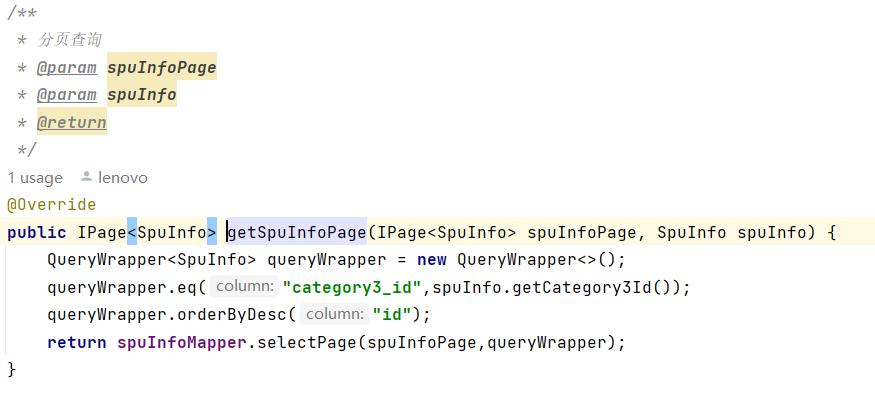 /**
 * 分页查询
 * @param spuInfoPage
 * @param spuInfo
 * @return
 */
1 usage lenovo
@Override
public IPage<SpuInfo> getSpuInfoPage(IPage<SpuInfo> spuInfoPage, SpuInfo spuInfo) {
    QueryWrapper<SpuInfo> queryWrapper = new QueryWrapper<>();
    queryWrapper.eq( column: "category3_id",spuInfo.getCategory3Id());
    queryWrapper.orderByDesc( column: "id");
    return spuInfoMapper.selectPage(spuInfoPage,queryWrapper);
}